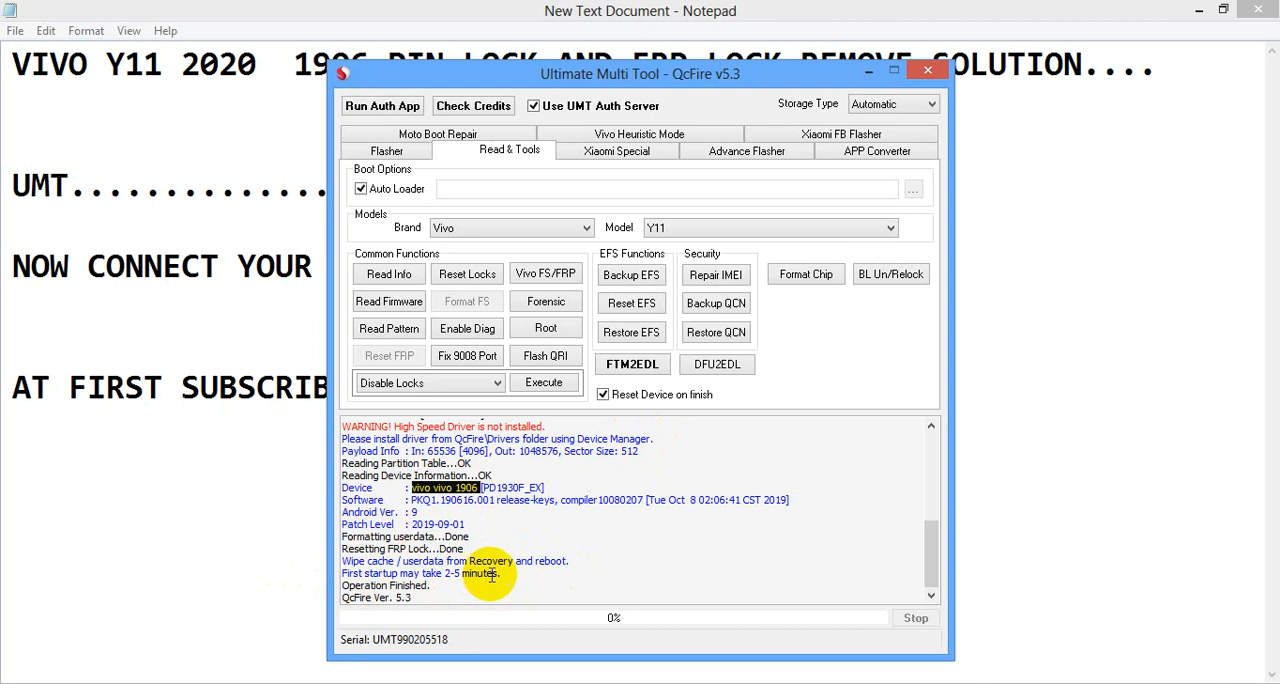 New Text Document - Notepad
File Edit Format View Help
VIVO Y11 2020 1906 PIN LOCK AND FRP LOCK REMOVE SOLUTION....
UMT.............
NOW CONNECT YOUR
AT FIRST SUBSCRIB
Ultimate Multi Tool - QcFire v5.3
Run Auth App Check Credits Use UMT Auth Server Storage Type Automatic
Moto Boot Repair Vivo Heuristic Mode Xiaomi FB Flasher
Flasher Read & Tools Xiaomi Special Advance Flasher APP Converter
Boot Options
Auto Loader ...
Models
Brand Vivo Model Y11
Common Functions EFS Functions Security
Read Info Reset Locks Vivo FS/FRP Backup EFS Repair IMEI Format Chip BL Un/Relock
Read Firmware Format FS Forensic Reset EFS Backup QCN
Read Pattern Enable Diag Root Restore EFS Restore QCN
Reset FRP Fix 9008 Port Flash QRI FTM2EDL DFU2EDL
Disable Locks Execute Reset Device on finish
WARNING! High Speed Driver is not installed.
Please install driver from QcFire\Drivers folder using Device Manager.
Payload Info : In: 65536 [4096], Out: 1048576, Sector Size: 512
Reading Partition Table...OK
Reading Device Information...OK
Device : vivo vivo 1906 [PD1930F_EX]
Software : PKQ1.190616.001 release-keys, compiler10080207 [Tue Oct 8 02:06:41 CST 2019]
Android Ver. : 9
Patch Level : 2019-09-01
Formatting userdata...Done
Resetting FRP Lock...Done
Wipe cache / userdata from Recovery and reboot.
First startup may take 2-5 minutes.
Operation Finished.
QcFire Ver. 5.3
0% Stop
Serial: UMT990205518